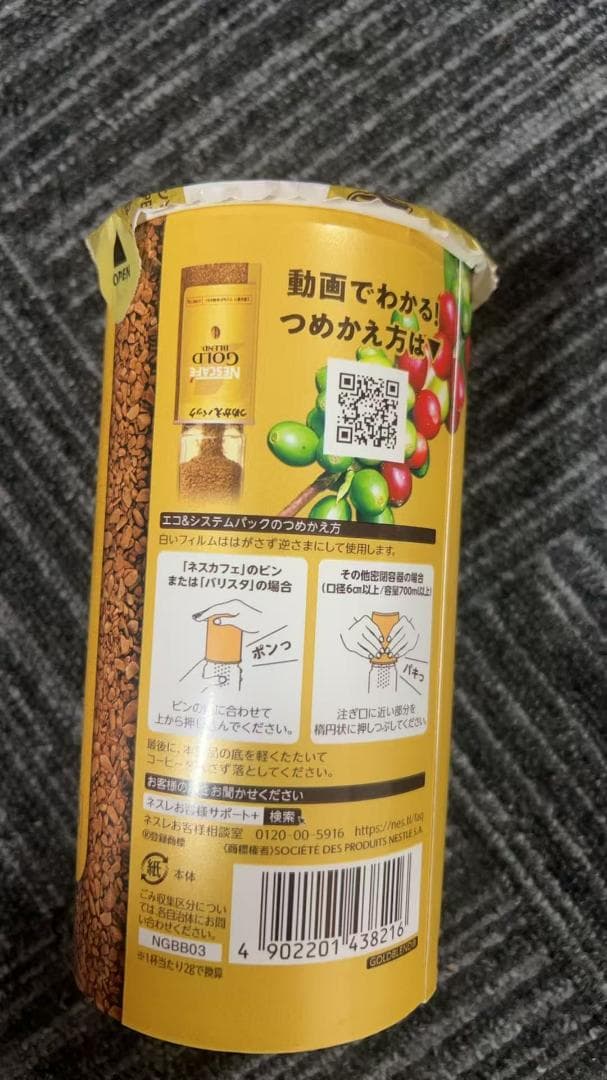 OPEN
動画でわかる!
つめかえ方は▼
つめかえパック
NESCAFÉ
GOLD
BLEND
エコ&システムパックのつめかえ方
白いフィルムははがさず逆さまにして使用します。
「ネスカフェ」のビン
または「バリスタ」の場合
ポンっ
ビンの に合わせて
上から押し んでください。
その他密閉容器の場合
(口径6cm以上/容量700ml以上)
パキっ
注ぎ口に近い部分を
楕円状に押しつぶしてください。
最後に、本 品の底を軽くたたいて
コーヒー さず落としてください。
お客様の をお聞かせください
ネスレお客様サポート+ 検索
ネスレお客様相談室 0120-00-5916 https://nes.tl/faq
®登録商標 〈商標権者〉SOCIÉTÉ DES PRODUITS NESTLÉ S.A.
紙 本体
ごみ収集区分につい
ては、各自治体にお問
い合わせください。
NGBB03
※1杯当たり2gで換算
4 902201 438216
GOLDBLEND